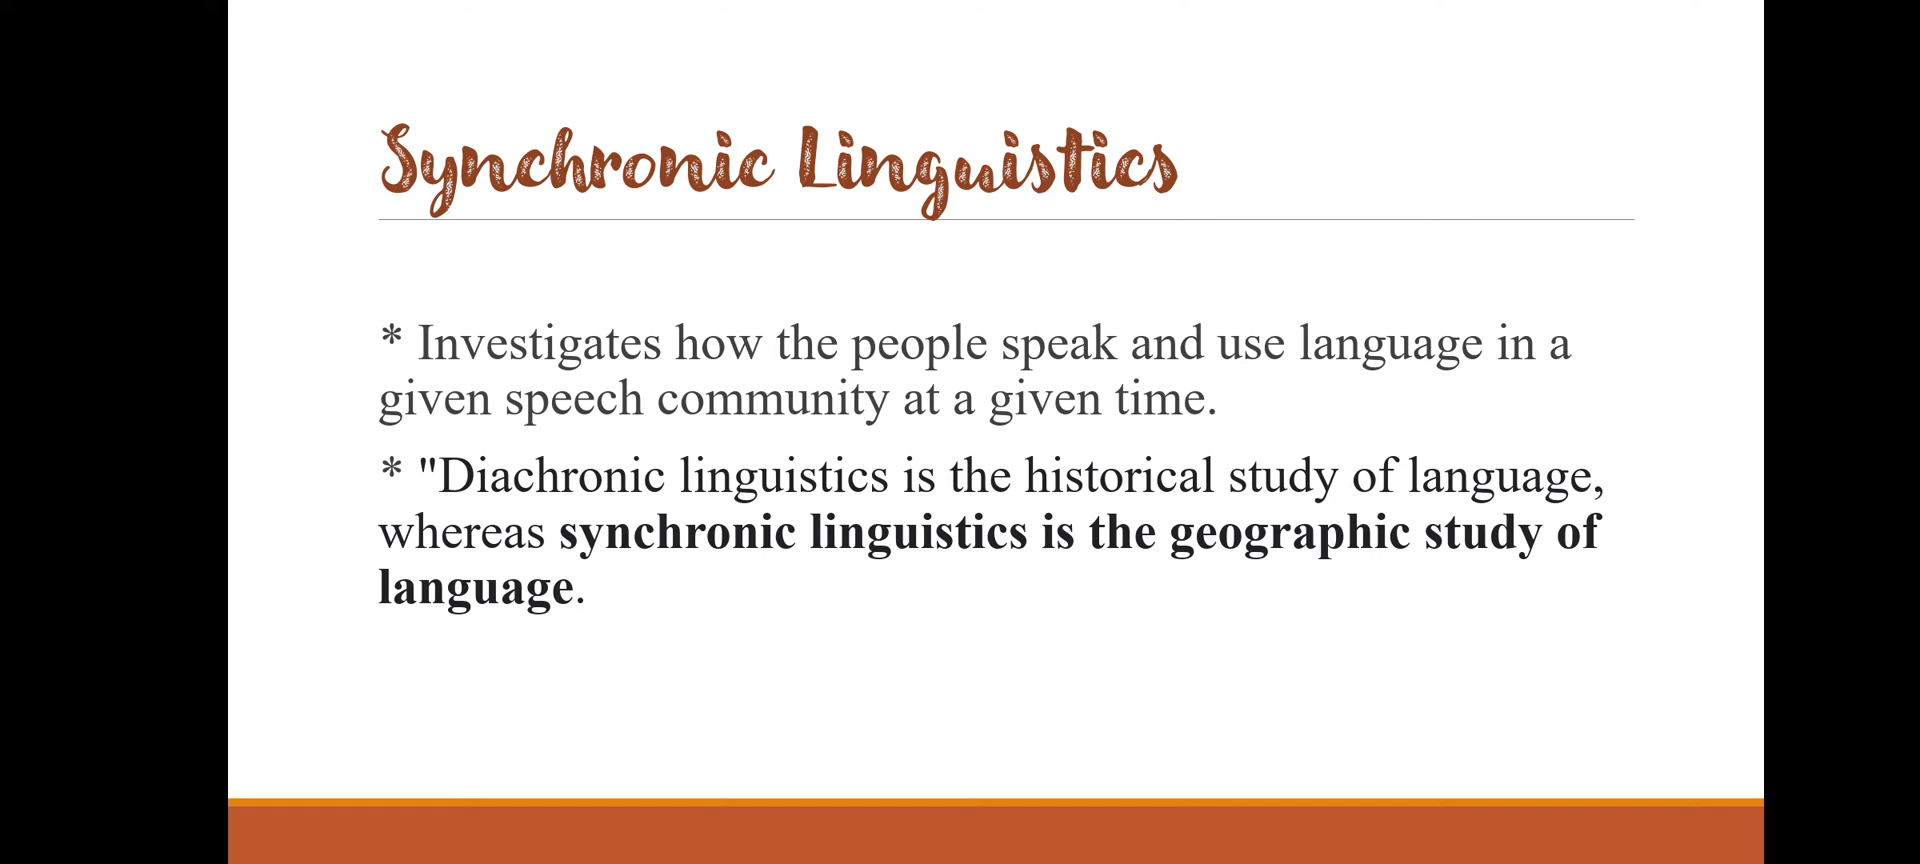 Synchronic Linguistics
* Investigates how the people speak and use language in a
given speech community at a given time.
* "Diachronic linguistics is the historical study of language,
whereas synchronic linguistics is the geographic study of
language.